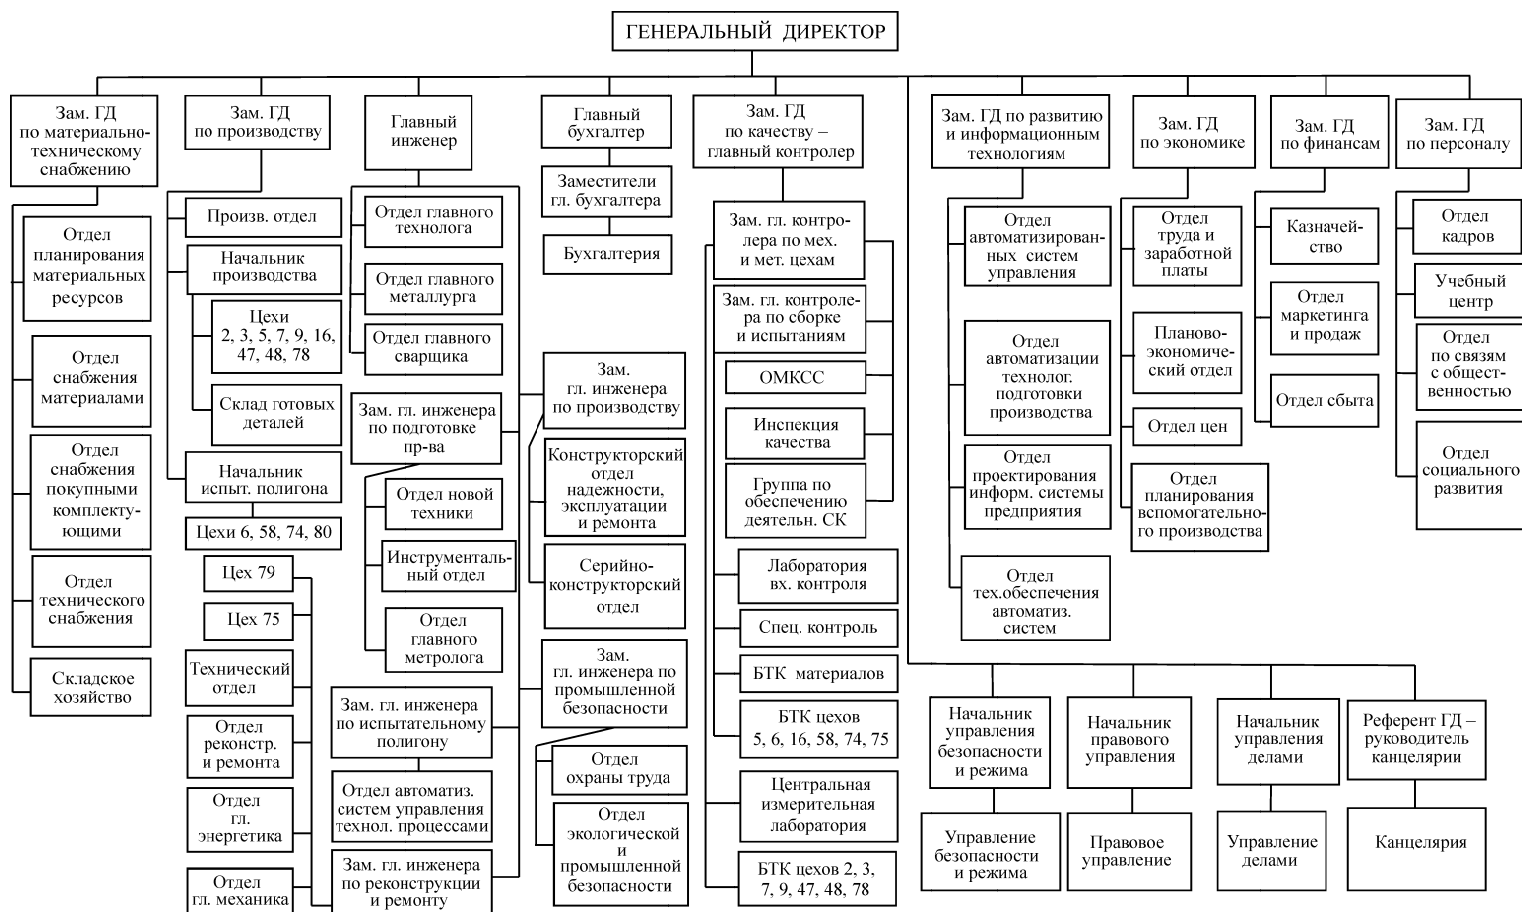 ГЕНЕРАЛЬНЫЙ ДИРЕКТОР
Зам. ГД
по материально-
техническому
снабжению
Отдел
планирования
материальных
ресурсов
Отдел
снабжения
материалами
Отдел
снабжения
покупными
комплекту-
ющими
Отдел
технического
снабжения
Складское
хозяйство
Зам. ГД
по производству
Произв. отдел
Начальник
производства
Цехи
2, 3, 5, 7, 9, 16,
47, 48, 78
Склад готовых
деталей
Начальник
испыт. полигона
Цехи 6, 58, 74, 80
Главный
инженер
Отдел главного
технолога
Отдел главного
металлурга
Отдел главного
сварщика
Зам. гл. инженера
по подготовке
пр-ва
Отдел новой
техники
Инструменталь-
ный отдел
Отдел
главного
метролога
Зам. гл. инженера
по испытательному
полигону
Отдел автоматиз.
систем управления
технол. процессами
Зам. гл. инженера
по реконструкции
и ремонту
Цех 79
Цех 75
Технический
отдел
Отдел
реконстр.
и ремонта
Отдел
гл.
энергетика
Отдел
гл. механика
Зам.
гл. инженера
по производству
Конструкторский
отдел
надежности,
эксплуатации
и ремонта
Серийно-
конструкторский
отдел
Зам.
гл. инженера по
промышленной
безопасности
Отдел
охраны труда
Отдел
экологической
и
промышленной
безопасности
Главный
бухгалтер
Заместители
гл. бухгалтера
Бухгалтерия
Зам. ГД
по качеству –
главный контролер
Зам. гл. контро-
лера по мех.
и мет. цехам
Зам. гл. контроле-
ра по сборке
и испытаниям
ОМКСС
Инспекция
качества
Группа по
обеспечению
деятельн. СК
Лаборатория
вх. контроля
Спец. контроль
БТК материалов
БТК цехов
5, 6, 16, 58, 74, 75
Центральная
измерительная
лаборатория
БТК цехов 2, 3,
7, 9, 47, 48, 78
Зам. ГД по развитию
и информационным
технологиям
Отдел
автоматизирован-
ных систем
управления
Отдел
автоматизации
технолог.
подготовки
производства
Отдел
проектирования
информ. системы
предприятия
Отдел
тех.обеспечения
автоматиз.
систем
Зам. ГД
по экономике
Отдел
труда и
заработной
платы
Планово-
экономиче-
ский отдел
Отдел цен
Отдел
планирования
вспомогательно-
го производства
Зам. ГД
по финансам
Казначей-
ство
Отдел
маркетинга
и продаж
Отдел сбыта
Зам. ГД
по персоналу
Отдел
кадров
Учебный
центр
Отдел
по связям
с общест-
венностью
Отдел
социального
развития
Начальник
управления
безопасности
и режима
Управление
безопасности
и режима
Начальник
правового
управления
Правовое
управление
Начальник
управления
делами
Управление
делами
Референт ГД –
руководитель
канцелярии
Канцелярия